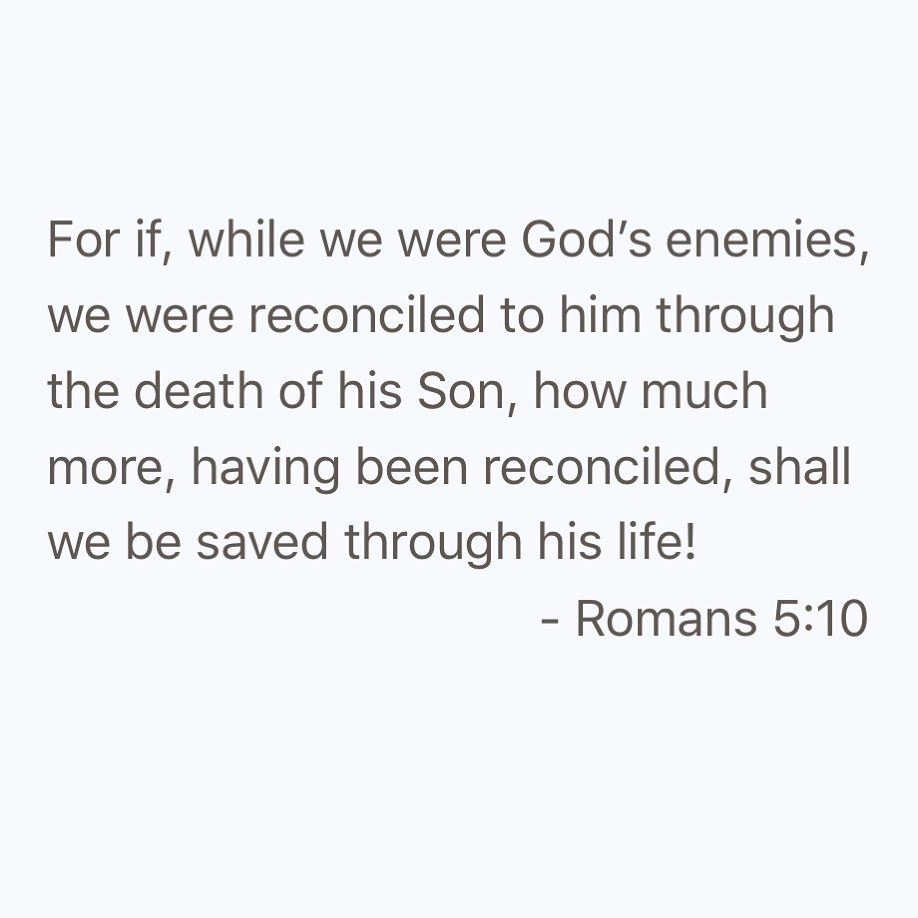 For if, while we were God’s enemies,
we were reconciled to him through
the death of his Son, how much
more, having been reconciled, shall
we be saved through his life!
- Romans 5:10